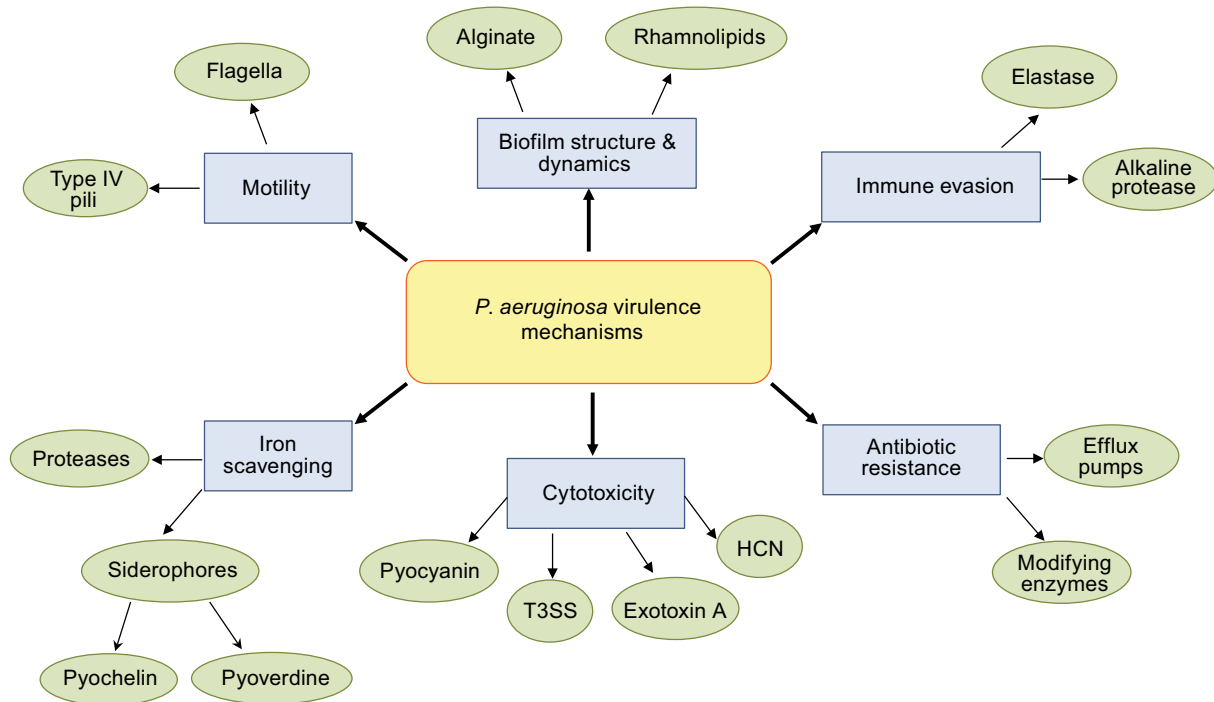 Alginate
Rhamnolipids
Flagella
Elastase
Biofilm structure &
dynamics
Type IV
pili
Motility
Immune evasion
Alkaline
protease
P. aeruginosa virulence
mechanisms
Proteases
Iron
scavenging
Cytotoxicity
Antibiotic
resistance
Efflux
pumps
Siderophores
Pyocyanin
T3SS
Exotoxin A
HCN
Modifying
enzymes
Pyochelin
Pyoverdine